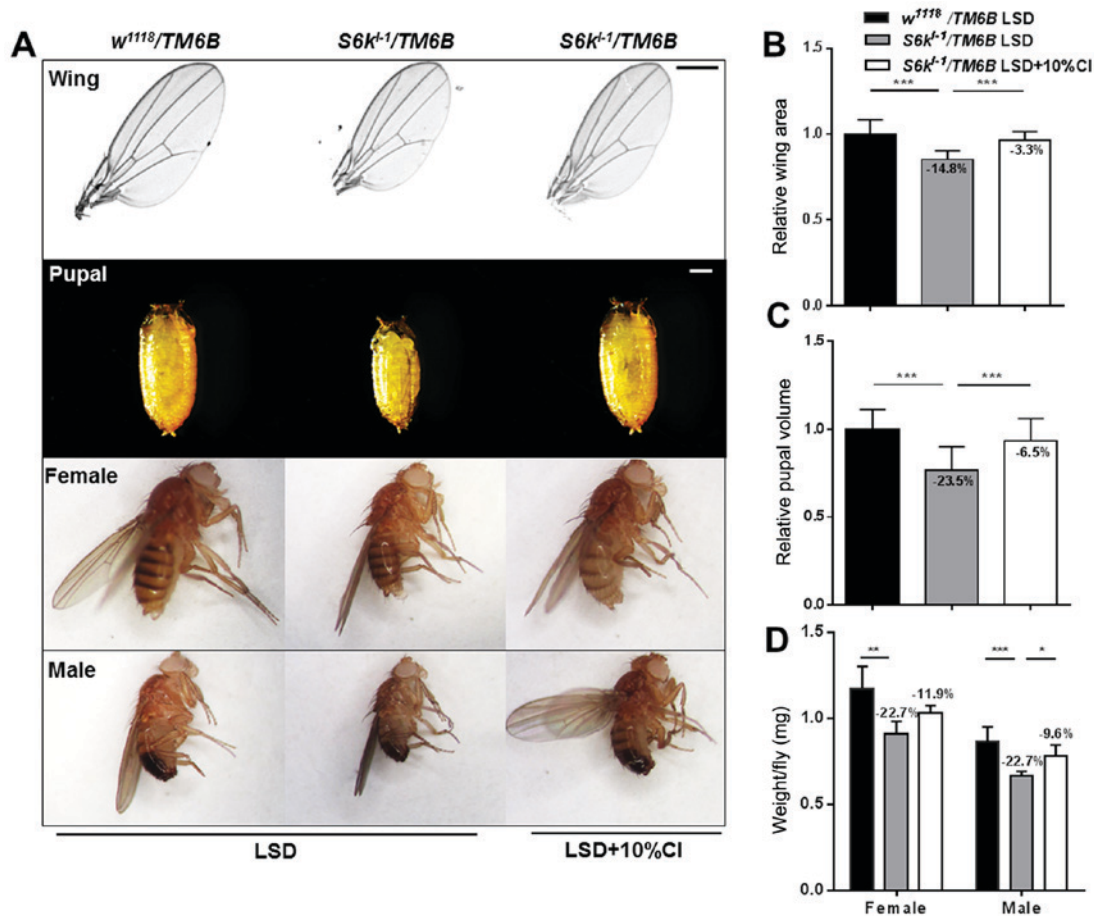 A
w1118/TM6B
S6kl-1/TM6B
S6kl-1/TM6B
Wing
Pupal
Female
Male
LSD
LSD+10%CI
w1118 /TM6B LSD
S6kl-1/TM6B LSD
S6kl-1/TM6B LSD+10%CI
B
Relative wing area
1.5
1.0
0.5
0.0
***
***
-14.8%
-3.3%
C
Relative pupal volume
1.5
1.0
0.5
0.0
***
***
-23.5%
-6.5%
D
Weight/fly (mg)
1.5
1.0
0.5
0.0
**
***
*
-22.7%
-11.9%
-22.7%
-9.6%
Female
Male